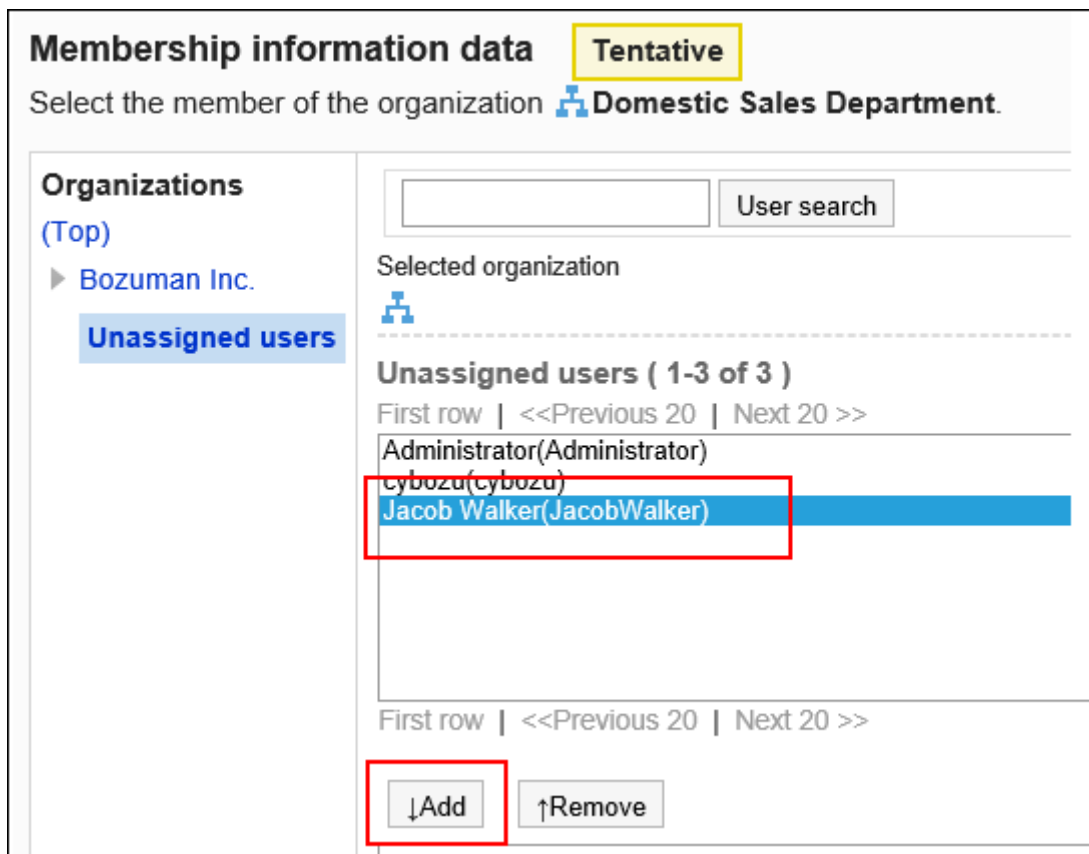 Membership information data Tentative
Select the member of the organization Domestic Sales Department.
Organizations
(Top)
Bozuman Inc.
Unassigned users
User search
Selected organization
Unassigned users ( 1-3 of 3 )
First row | <<Previous 20 | Next 20 >>
Administrator(Administrator)
cybozu(cybozu)
Jacob Walker(JacobWalker)
First row | <<Previous 20 | Next 20 >>
↓Add ↑Remove